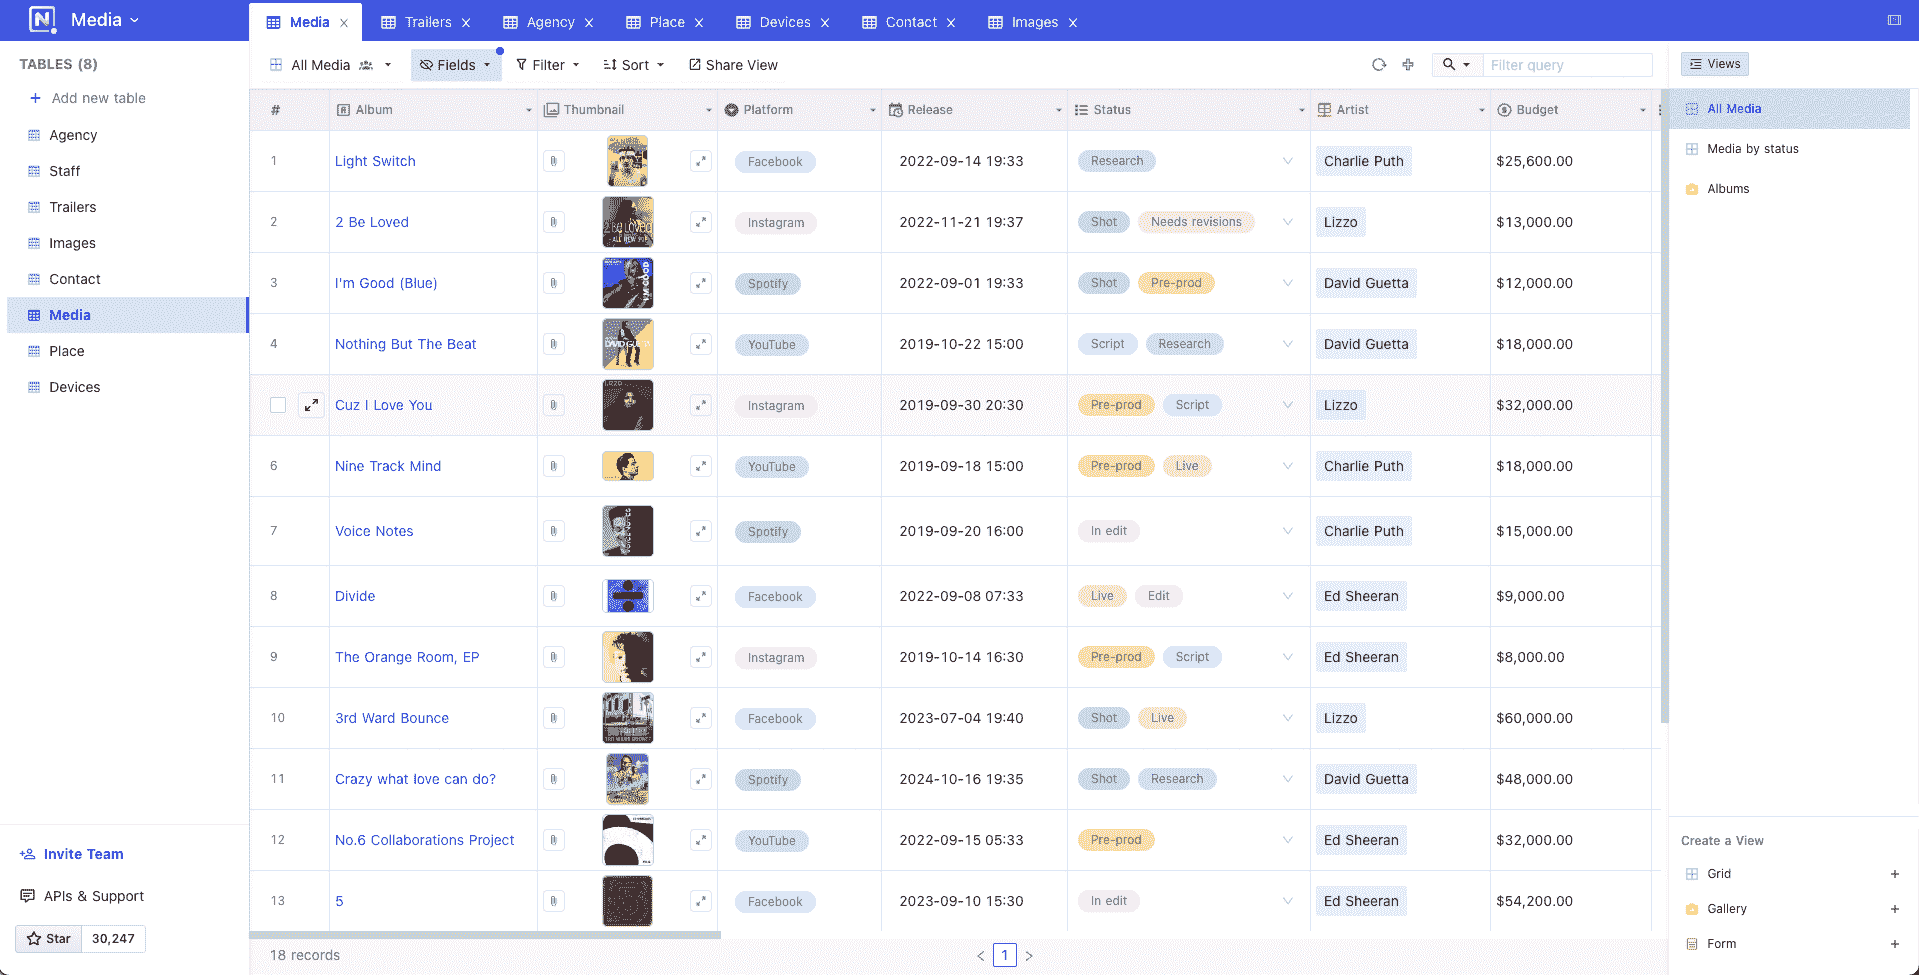 N Media
Media Trailers Agency Place Devices Contact Images
TABLES (8)
Add new table
Agency
Staff
Trailers
Images
Contact
Media
Place
Devices
Invite Team
APIs & Support
Star 30,247
All Media Fields Filter Sort Share View Filter query
# Album Thumbnail Platform Release Status Artist Budget
1 Light Switch Facebook 2022-09-14 19:33 Research Charlie Puth $25,600.00
2 2 Be Loved Instagram 2022-11-21 19:37 Shot Needs revisions Lizzo $13,000.00
3 I'm Good (Blue) Spotify 2022-09-01 19:33 Shot Pre-prod David Guetta $12,000.00
4 Nothing But The Beat YouTube 2019-10-22 15:00 Script Research David Guetta $18,000.00
Cuz I Love You Instagram 2019-09-30 20:30 Pre-prod Script Lizzo $32,000.00
6 Nine Track Mind YouTube 2019-09-18 15:00 Pre-prod Live Charlie Puth $18,000.00
7 Voice Notes Spotify 2019-09-20 16:00 In edit Charlie Puth $15,000.00
8 Divide Facebook 2022-09-08 07:33 Live Edit Ed Sheeran $9,000.00
9 The Orange Room, EP Instagram 2019-10-14 16:30 Pre-prod Script Ed Sheeran $8,000.00
10 3rd Ward Bounce Facebook 2023-07-04 19:40 Shot Live Lizzo $60,000.00
11 Crazy what love can do? Spotify 2024-10-16 19:35 Shot Research David Guetta $48,000.00
12 No.6 Collaborations Project YouTube 2022-09-15 05:33 Pre-prod Ed Sheeran $32,000.00
13 5 Facebook 2023-09-10 15:30 In edit Ed Sheeran $54,200.00
18 records 1
Views
All Media
Media by status
Albums
Create a View
Grid
Gallery
Form